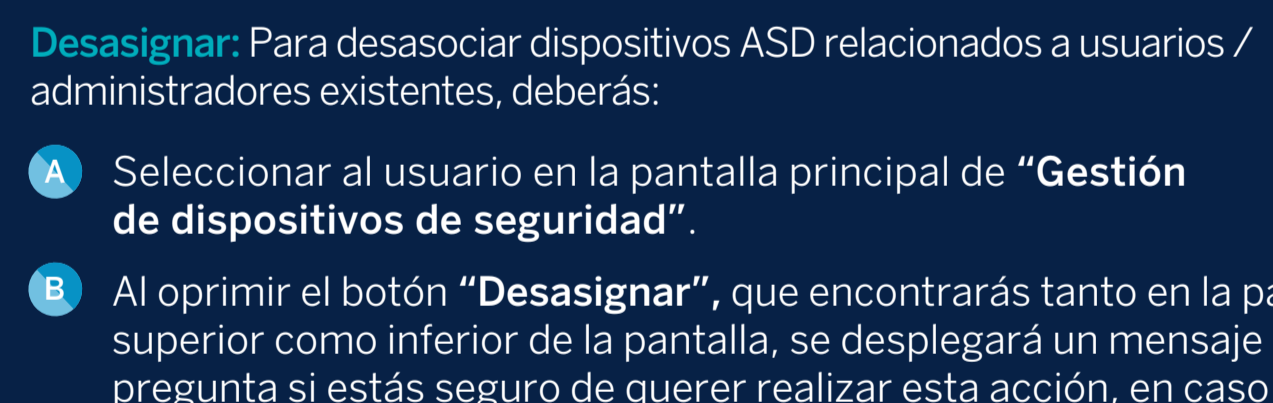 Desasignar: Para desasociar dispositivos ASD relacionados a usuarios /
administradores existentes, deberás:
A Seleccionar al usuario en la pantalla principal de “Gestión
de dispositivos de seguridad”.
B Al oprimir el botón “Desasignar”, que encontrarás tanto en la
superior como inferior de la pantalla, se desplegará un mensaje
pregunta si estás seguro de querer realizar esta acción, en caso